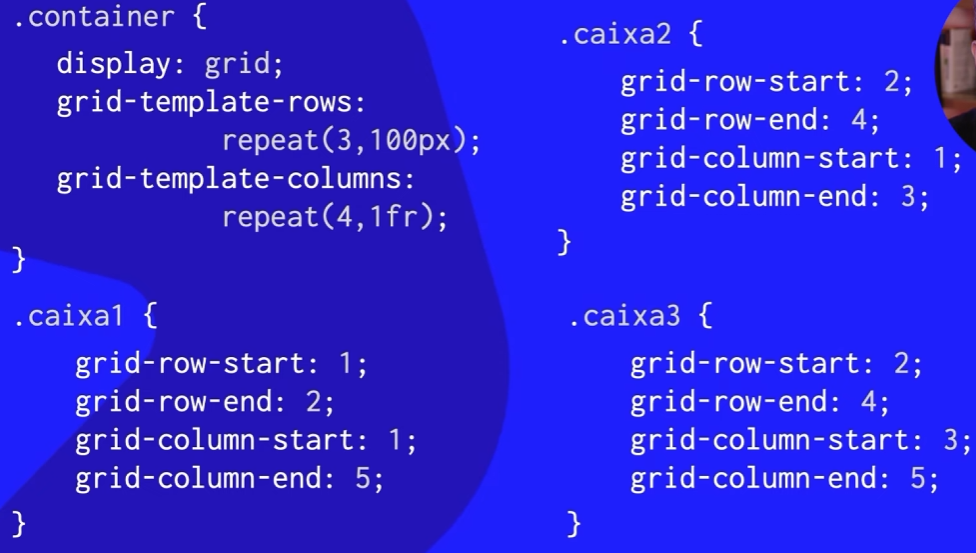 .container {
display: grid;
grid-template-rows:
repeat(3,100px);
grid-template-columns:
repeat(4,1fr);
}
.caixa1 {
grid-row-start: 1;
grid-row-end: 2;
grid-column-start: 1;
grid-column-end: 5;
}
.caixa2 {
grid-row-start: 2;
grid-row-end: 4;
grid-column-start: 1;
grid-column-end: 3;
}
.caixa3 {
grid-row-start: 2;
grid-row-end: 4;
grid-column-start: 3;
grid-column-end: 5;
}